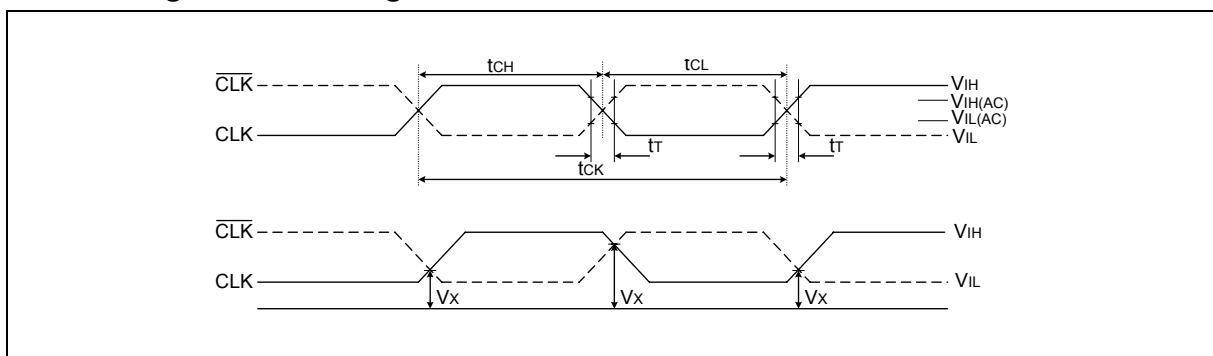 tCH tCL
CLK VIH
VIH(AC)
VIL(AC)
CLK VIL
tT tT
tCK
CLK VIH
CLK VIL
VX VX VX